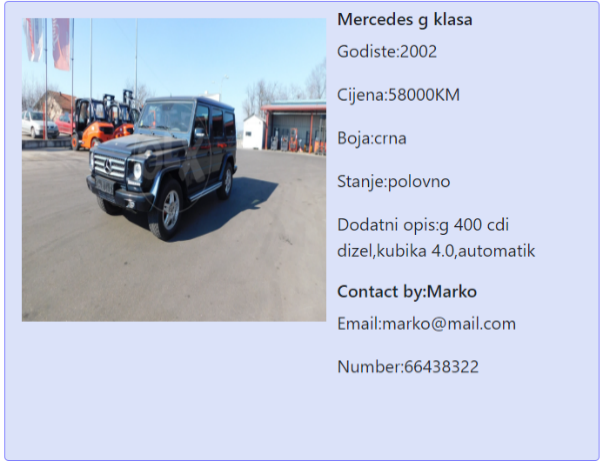 Mercedes g klasa
Godiste:2002
Cijena:58000KM
Boja:crna
Stanje:polovno
Dodatni opis:g 400 cdi
dizel,kubika 4.0,automatik
Contact by:Marko
Email:marko@mail.com
Number:66438322